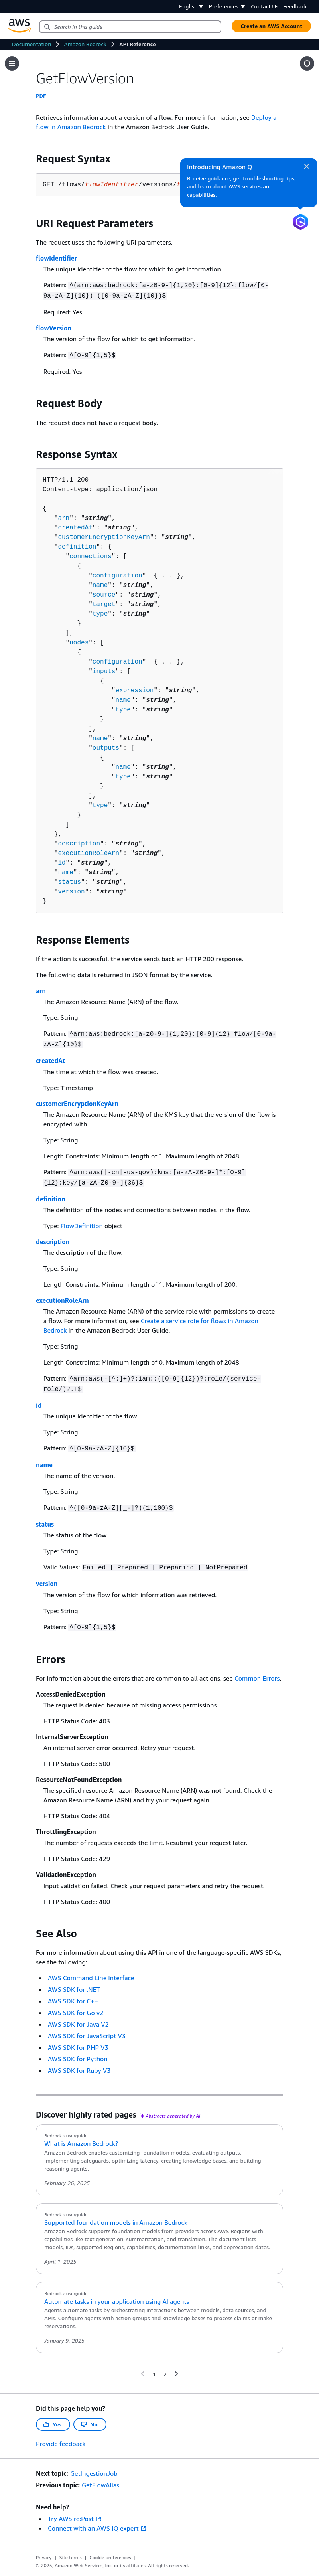 English
Preferences
Contact Us
Feedback
aws
Search in this guide
Create an AWS Account
Documentation
Amazon Bedrock
API Reference
GetFlowVersion
PDF
Retrieves information about a version of a flow. For more information, see Deploy a
flow in Amazon Bedrock in the Amazon Bedrock User Guide.
Request Syntax
GET /flows/flowIdentifier/versions/f
Introducing Amazon Q
Receive guidance, get troubleshooting tips,
and learn about AWS services and
capabilities.
URI Request Parameters
The request uses the following URI parameters.
flowIdentifier
The unique identifier of the flow for which to get information.
Pattern: ^(arn:aws:bedrock:[a-z0-9-]{1,20}:[0-9]{12}:flow/[0-
9a-zA-Z]{10})|([0-9a-zA-Z]{10})$
Required: Yes
flowVersion
The version of the flow for which to get information.
Pattern: ^[0-9]{1,5}$
Required: Yes
Request Body
The request does not have a request body.
Response Syntax
HTTP/1.1 200
Content-type: application/json
{
"arn": "string",
"createdAt": "string",
"customerEncryptionKeyArn": "string",
"definition": {
"connections": [
{
"configuration": { ... },
"name": "string",
"source": "string",
"target": "string",
"type": "string"
}
],
"nodes": [
{
"configuration": { ... },
"inputs": [
{
"expression": "string",
"name": "string",
"type": "string"
}
],
"name": "string",
"outputs": [
{
"name": "string",
"type": "string"
}
],
"type": "string"
}
]
},
"description": "string",
"executionRoleArn": "string",
"id": "string",
"name": "string",
"status": "string",
"version": "string"
}
Response Elements
If the action is successful, the service sends back an HTTP 200 response.
The following data is returned in JSON format by the service.
arn
The Amazon Resource Name (ARN) of the flow.
Type: String
Pattern: ^arn:aws:bedrock:[a-z0-9-]{1,20}:[0-9]{12}:flow/[0-9a-
zA-Z]{10}$
createdAt
The time at which the flow was created.
Type: Timestamp
customerEncryptionKeyArn
The Amazon Resource Name (ARN) of the KMS key that the version of the flow is
encrypted with.
Type: String
Length Constraints: Minimum length of 1. Maximum length of 2048.
Pattern: ^arn:aws(|-cn|-us-gov):kms:[a-zA-Z0-9-]*:[0-9]
{12}:key/[a-zA-Z0-9-]{36}$
definition
The definition of the nodes and connections between nodes in the flow.
Type: FlowDefinition object
description
The description of the flow.
Type: String
Length Constraints: Minimum length of 1. Maximum length of 200.
executionRoleArn
The Amazon Resource Name (ARN) of the service role with permissions to create
a flow. For more information, see Create a service role for flows in Amazon
Bedrock in the Amazon Bedrock User Guide.
Type: String
Length Constraints: Minimum length of 0. Maximum length of 2048.
Pattern: ^arn:aws(-[^:]+)?:iam::([0-9]{12})?:role/(service-
role/)?.+$
id
The unique identifier of the flow.
Type: String
Pattern: ^[0-9a-zA-Z]{10}$
name
The name of the version.
Type: String
Pattern: ^([0-9a-zA-Z][_-]?){1,100}$
status
The status of the flow.
Type: String
Valid Values: Failed | Prepared | Preparing | NotPrepared
version
The version of the flow for which information was retrieved.
Type: String
Pattern: ^[0-9]{1,5}$
Errors
For information about the errors that are common to all actions, see Common Errors.
AccessDeniedException
The request is denied because of missing access permissions.
HTTP Status Code: 403
InternalServerException
An internal server error occurred. Retry your request.
HTTP Status Code: 500
ResourceNotFoundException
The specified resource Amazon Resource Name (ARN) was not found. Check the
Amazon Resource Name (ARN) and try your request again.
HTTP Status Code: 404
ThrottlingException
The number of requests exceeds the limit. Resubmit your request later.
HTTP Status Code: 429
ValidationException
Input validation failed. Check your request parameters and retry the request.
HTTP Status Code: 400
See Also
For more information about using this API in one of the language-specific AWS SDKs,
see the following:
• AWS Command Line Interface
• AWS SDK for .NET
• AWS SDK for C++
• AWS SDK for Go v2
• AWS SDK for Java V2
• AWS SDK for JavaScript V3
• AWS SDK for PHP V3
• AWS SDK for Python
• AWS SDK for Ruby V3
Discover highly rated pages Abstracts generated by AI
Bedrock › userguide
What is Amazon Bedrock?
Amazon Bedrock enables customizing foundation models, evaluating outputs,
implementing safeguards, optimizing latency, creating knowledge bases, and building
reasoning agents.
February 26, 2025
Bedrock › userguide
Supported foundation models in Amazon Bedrock
Amazon Bedrock supports foundation models from providers across AWS Regions with
capabilities like text generation, summarization, and translation. The document lists
models, IDs, supported Regions, capabilities, documentation links, and deprecation dates.
April 1, 2025
Bedrock › userguide
Automate tasks in your application using AI agents
Agents automate tasks by orchestrating interactions between models, data sources, and
APIs. Configure agents with action groups and knowledge bases to process claims or make
reservations.
January 9, 2025
1 2
Did this page help you?
Yes
No
Provide feedback
Next topic: GetIngestionJob
Previous topic: GetFlowAlias
Need help?
Try AWS re:Post
Connect with an AWS IQ expert
Privacy | Site terms | Cookie preferences |
© 2025, Amazon Web Services, Inc. or its affiliates. All rights reserved.